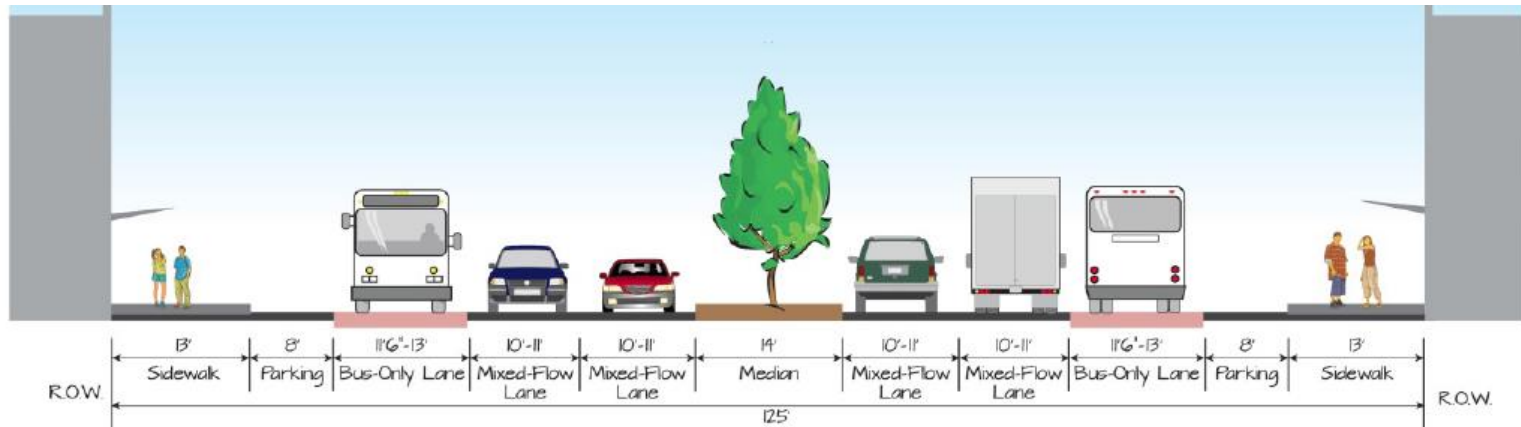 13' 8' 11'6"-13' 10'-11' 10'-11' 14' 10'-11' 10'-11' 11'6"-13' 8' 13'
Sidewalk Parking Bus-Only Lane Mixed-Flow Mixed-Flow Median Mixed-Flow Mixed-Flow Bus-Only Lane Parking Sidewalk
Lane Lane Lane Lane
R.O.W. R.O.W.
125'